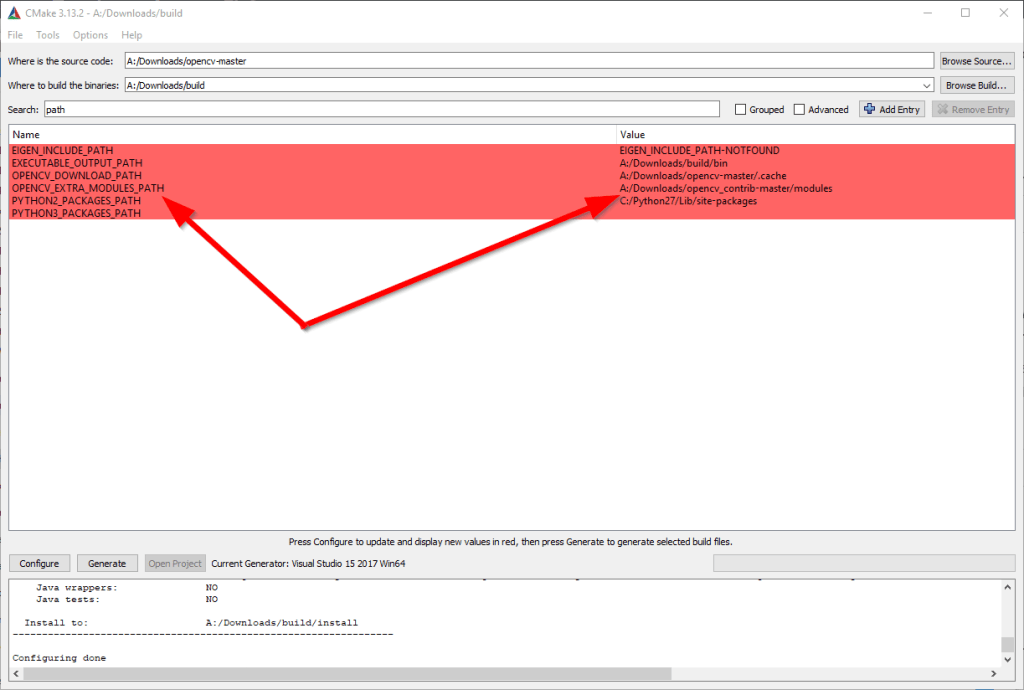 CMake 3.13.2 - A:/Downloads/build
File Tools Options Help
Where is the source code: A:/Downloads/opencv-master Browse Source...
Where to build the binaries: A:/Downloads/build Browse Build...
Search: path Grouped Advanced Add Entry Remove Entry
Name Value
EIGEN_INCLUDE_PATH EIGEN_INCLUDE_PATH-NOTFOUND
EXECUTABLE_OUTPUT_PATH A:/Downloads/build/bin
OPENCV_DOWNLOAD_PATH A:/Downloads/opencv-master/.cache
OPENCV_EXTRA_MODULES_PATH A:/Downloads/opencv_contrib-master/modules
PYTHON2_PACKAGES_PATH C:/Python27/Lib/site-packages
PYTHON3_PACKAGES_PATH
Press Configure to update and display new values in red, then press Generate to generate selected build files.
Configure Generate Open Project Current Generator: Visual Studio 15 2017 Win64
Java wrappers: NO
Java tests: NO
Install to: A:/Downloads/build/install
-----------------------------------------------------------------
Configuring done